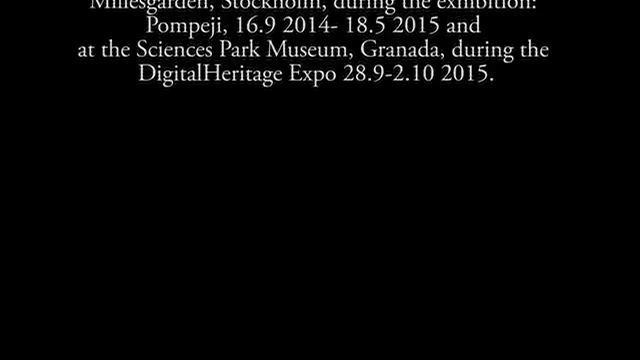 Millesgården, Stockholm, during the exhibition:
Pompeji, 16.9 2014- 18.5 2015 and
at the Sciences Park Museum, Granada, during the
DigitalHeritage Expo 28.9-2.10 2015.